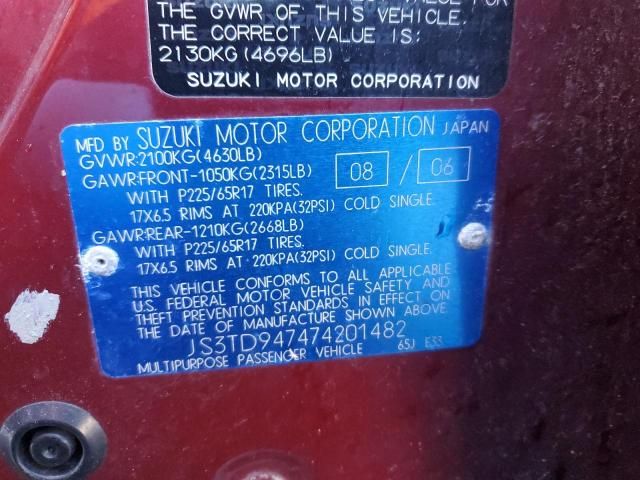 THE GVWR OF THIS VEHICLE.
THE CORRECT VALUE IS:
2130KG(4696LB)
SUZUKI MOTOR CORPORATION
MFD BY SUZUKI MOTOR CORPORATION JAPAN
GVWR:2100KG(4630LB)
GAWR:FRONT-1050KG(2315LB) 08 / 06
WITH P225/65R17 TIRES.
17X6.5 RIMS AT 220KPA(32PSI) COLD SINGLE.
GAWR:REAR-1210KG(2668LB)
WITH P225/65R17 TIRES.
17X6.5 RIMS AT 220KPA(32PSI) COLD SINGLE.
THIS VEHICLE CONFORMS TO ALL APPLICABLE
U.S. FEDERAL MOTOR VEHICLE SAFETY AND
THEFT PREVENTION STANDARDS IN EFFECT ON
THE DATE OF MANUFACTURE SHOWN ABOVE.
JS3TD947474201482
MULTIPURPOSE PASSENGER VEHICLE 65J E33